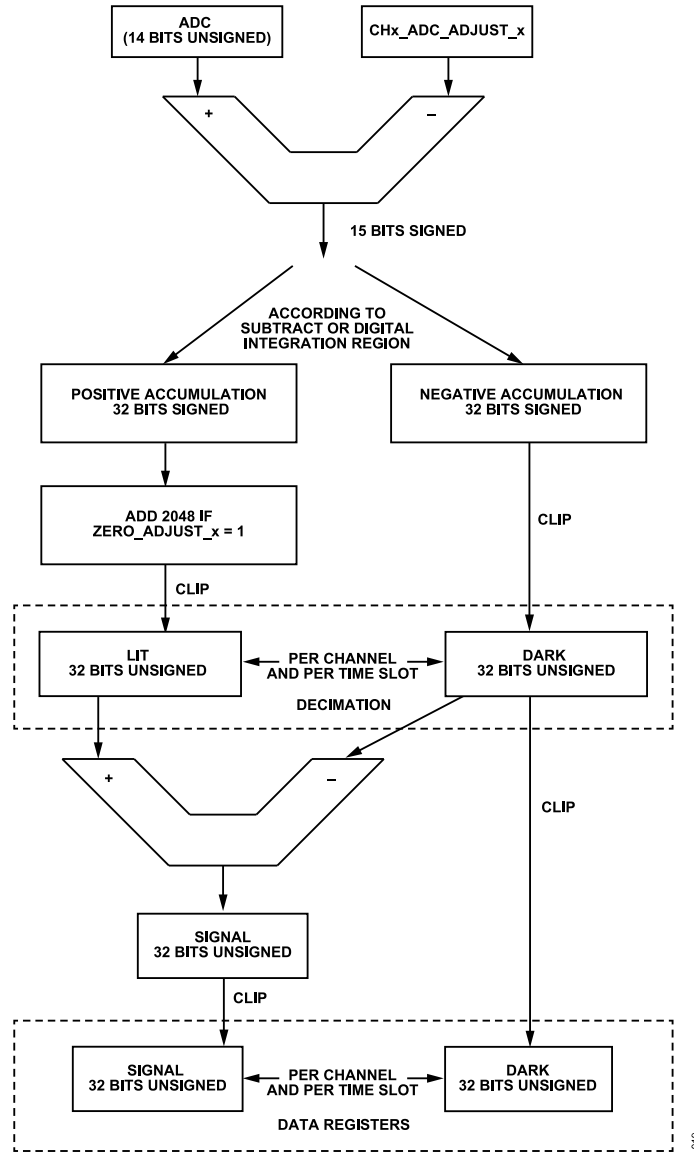 ADC
(14 BITS UNSIGNED)
CHx_ADC_ADJUST_x
+
–
15 BITS SIGNED
ACCORDING TO
SUBTRACT OR DIGITAL
INTEGRATION REGION
POSITIVE ACCUMULATION
32 BITS SIGNED
NEGATIVE ACCUMULATION
32 BITS SIGNED
ADD 2048 IF
ZERO_ADJUST_x = 1
CLIP
CLIP
LIT
32 BITS UNSIGNED
PER CHANNEL
AND PER TIME SLOT
DARK
32 BITS UNSIGNED
DECIMATION
+
–
CLIP
SIGNAL
32 BITS UNSIGNED
CLIP
SIGNAL
32 BITS UNSIGNED
PER CHANNEL
AND PER TIME SLOT
DARK
32 BITS UNSIGNED
DATA REGISTERS